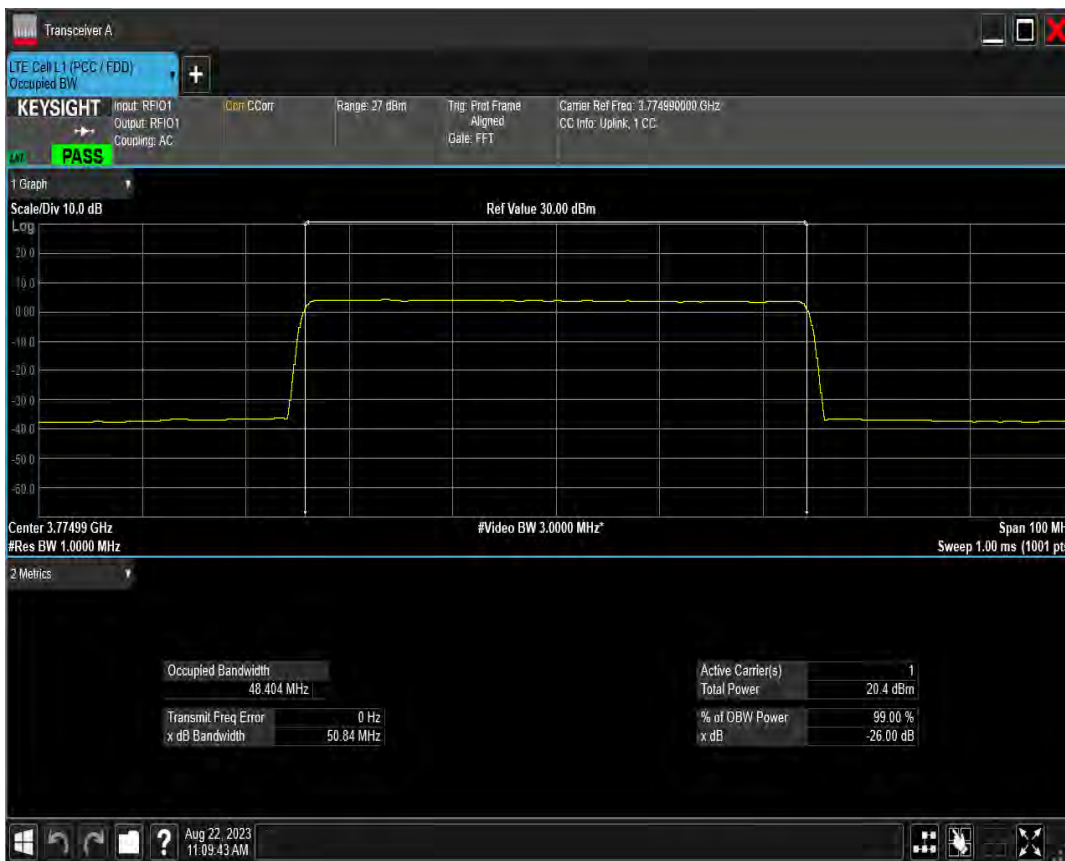 Transceiver A
LTE Cell L1 (PCC / FDD)
Occupied BW
+
KEYSIGHT
PASS
Input: RFIO1
Output: RFIO1
Coupling: AC
Corr CCorr
Range: 27 dBm
Trig: Prot Frame
Aligned
Gate: FFT
Carrier Ref Freq: 3.774990000 GHz
CC Info: Uplink, 1 CC
1 Graph
Scale/Div 10.0 dB
Ref Value 30.00 dBm
Log
20.0
10.0
0.00
-10.0
-20.0
-30.0
-40.0
-50.0
-60.0
Center 3.77499 GHz
#Video BW 3.0000 MHz*
Span 100 MH
#Res BW 1.0000 MHz
Sweep 1.00 ms (1001 pts
2 Metrics
Occupied Bandwidth
48.404 MHz
Transmit Freq Error 0 Hz
x dB Bandwidth 50.84 MHz
Active Carrier(s) 1
Total Power 20.4 dBm
% of OBW Power 99.00 %
x dB -26.00 dB
?
Aug 22, 2023
11:09:43 AM